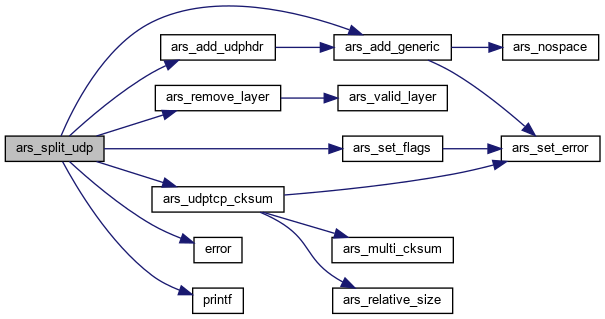 ars_split_udp
ars_add_udphdr
ars_add_generic
ars_nospace
ars_remove_layer
ars_valid_layer
ars_set_flags
ars_set_error
ars_udptcp_cksum
error
ars_multi_cksum
printf
ars_relative_size